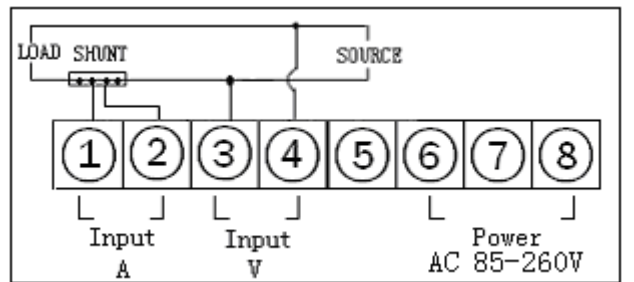 LOAD SHUNT SOURCE
1 2 3 4 5 6 7 8
Input Input Power
A V AC 85-260V